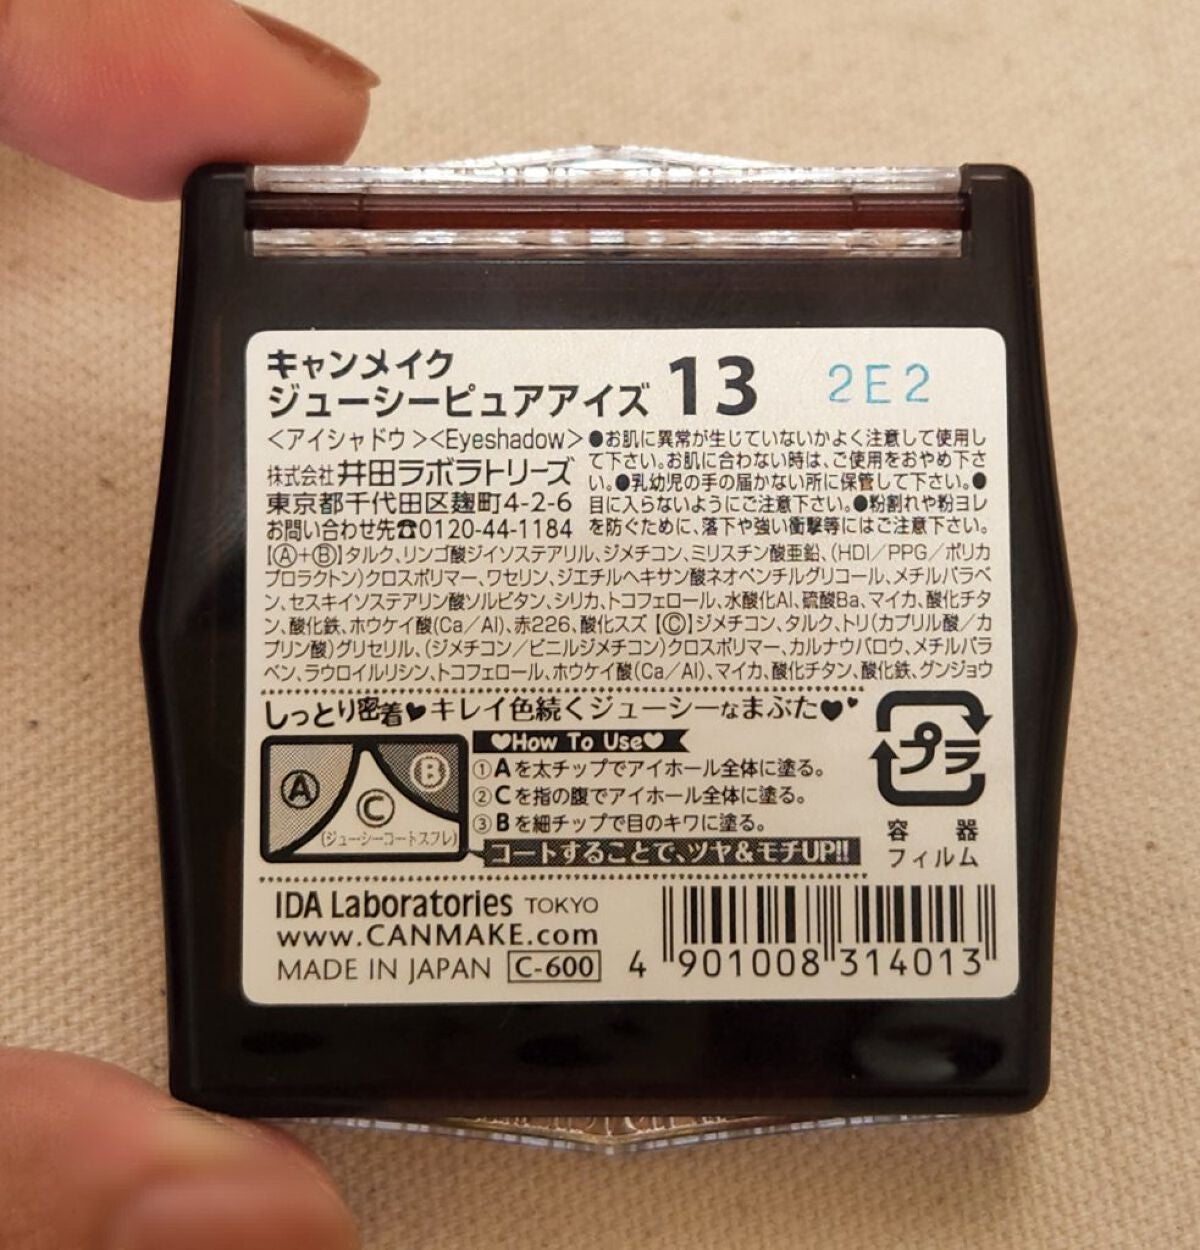 キャンメイク
ジューシーピュアアイズ 13 2E2
＜アイシャドウ＞＜Eyeshadow＞
株式会社 井田ラボラトリーズ
東京都千代田区麹町4-2-6
お問い合わせ先☎0120-44-1184
●お肌に異常が生じていないかよく注意して使用し
て下さい。お肌に合わない時は、ご使用をおやめ下さ
い。●乳幼児の手の届かない所に保管して下さい。●
目に入らないようにご注意下さい。●粉割れや粉ヨレ
を防ぐために、落下や強い衝撃等にはご注意下さい。
【Ⓐ+Ⓑ】タルク、リンゴ酸ジイソステアリル、ジメチコン、ミリスチン酸亜鉛、(HDI／PPG／ポリカ
プロラクトン)クロスポリマー、ワセリン、ジエチルヘキサン酸ネオペンチルグリコール、メチルパラベ
ン、セスキイソステアリン酸ソルビタン、シリカ、トコフェロール、水酸化Al、硫酸Ba、マイカ、酸化チタ
ン、酸化鉄、ホウケイ酸(Ca／Al)、赤226、酸化スズ【Ⓒ】ジメチコン、タルク、トリ(カプリル酸／カ
プリン酸)グリセリル、(ジメチコン／ビニルジメチコン)クロスポリマー、カルナウバロウ、メチルパラ
ベン、ラウロイルリシン、トコフェロール、ホウケイ酸(Ca／Al)、マイカ、酸化チタン、酸化鉄、グンジョウ
しっとり密着♥キレイ色続くジューシーなまぶた♥♥
♥How To Use♥
Ⓐ
Ⓑ
Ⓒ
(ジューシーコートスフレ)
①Aを太チップでアイホール全体に塗る。
②Cを指の腹でアイホール全体に塗る。
③Bを細チップで目のキワに塗る。
コートすることで、ツヤ&モチUP!!
プラ
容器
フィルム
IDA Laboratories TOKYO
www.CANMAKE.com
MADE IN JAPAN C-600
4 901008 314013